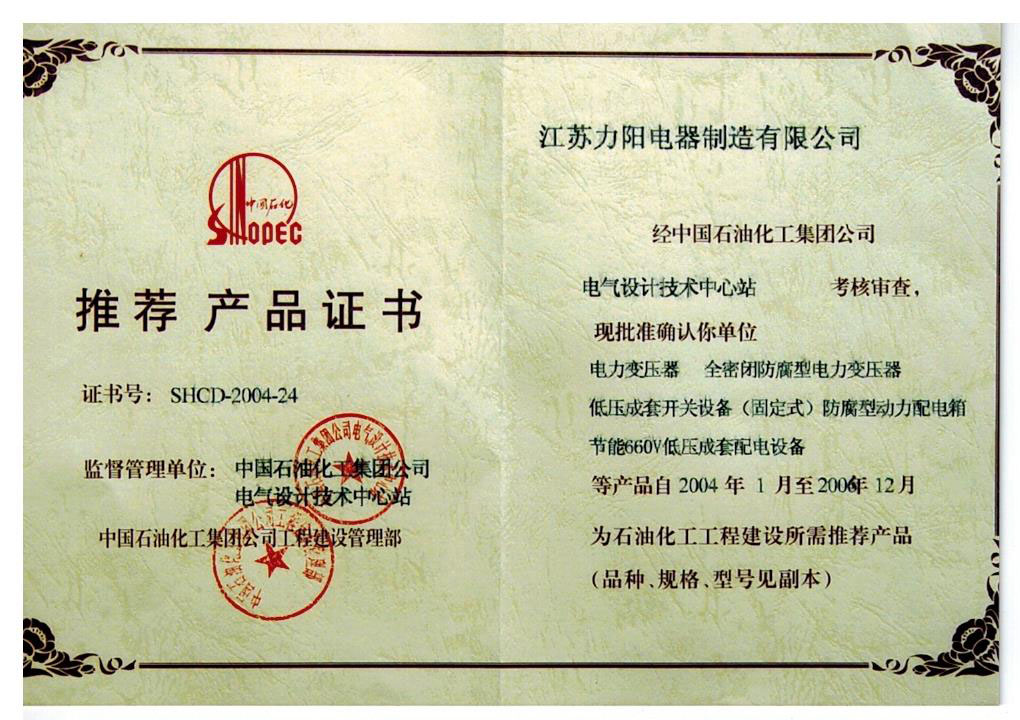 中国石化
SINOPEC
推荐产品证书
证书号: SHCD-2004-24
监督管理单位: 中国石油化工集团公司
电气设计技术中心站
中国石油化工集团公司工程建设管理部
江苏力阳电器制造有限公司
经中国石油化工集团公司
电气设计技术中心站 考核审查,
现批准确认你单位
电力变压器 全密闭防腐型电力变压器
低压成套开关设备（固定式）防腐型动力配电箱
节能660V低压成套配电设备
等产品自 2004 年 1 月至 2006年 12月
为石油化工工程建设所需推荐产品
(品种、规格、型号见副本)